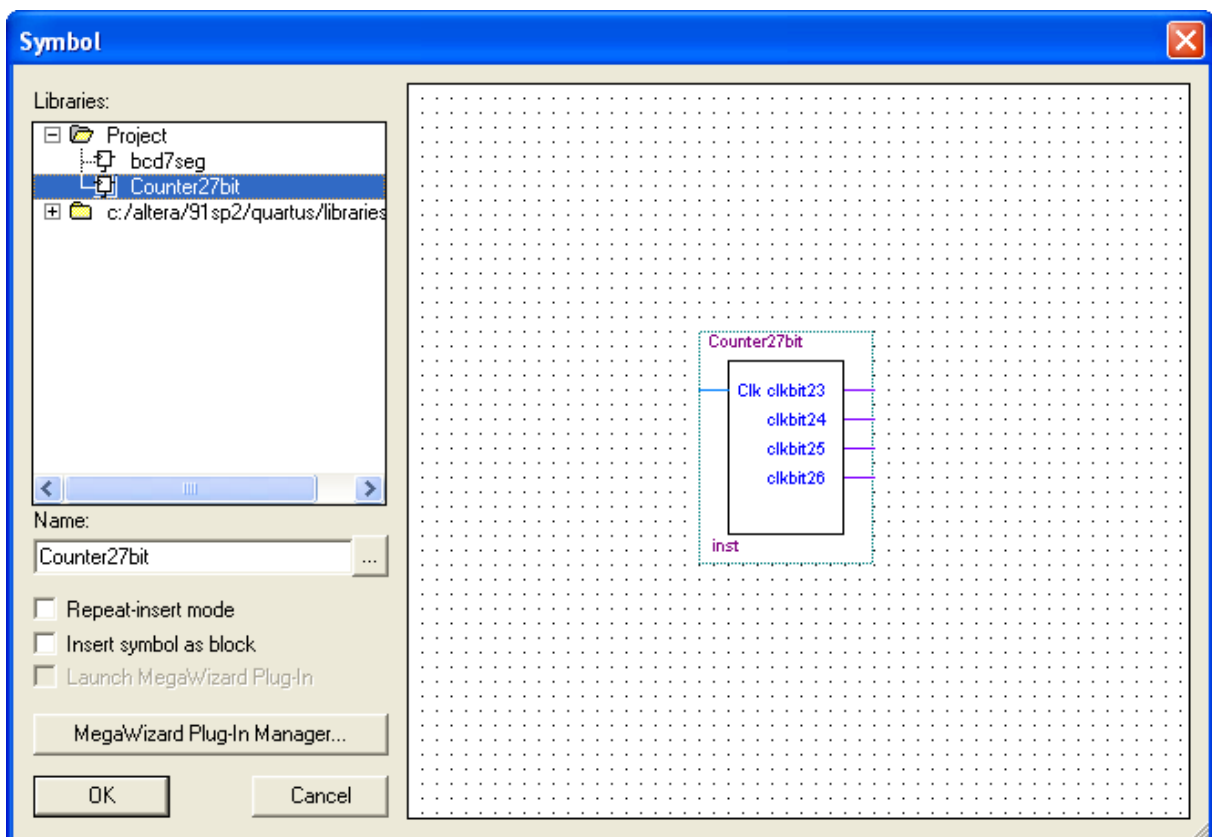 Symbol
Libraries:
Project
bcd7seg
Counter27bit
c:/altera/91sp2/quartus/libraries
Name:
Counter27bit
...
Repeat-insert mode
Insert symbol as block
Launch MegaWizard Plug-In
MegaWizard Plug-In Manager...
OK Cancel
Counter27bit
Clk clkbit23
clkbit24
clkbit25
clkbit26
inst